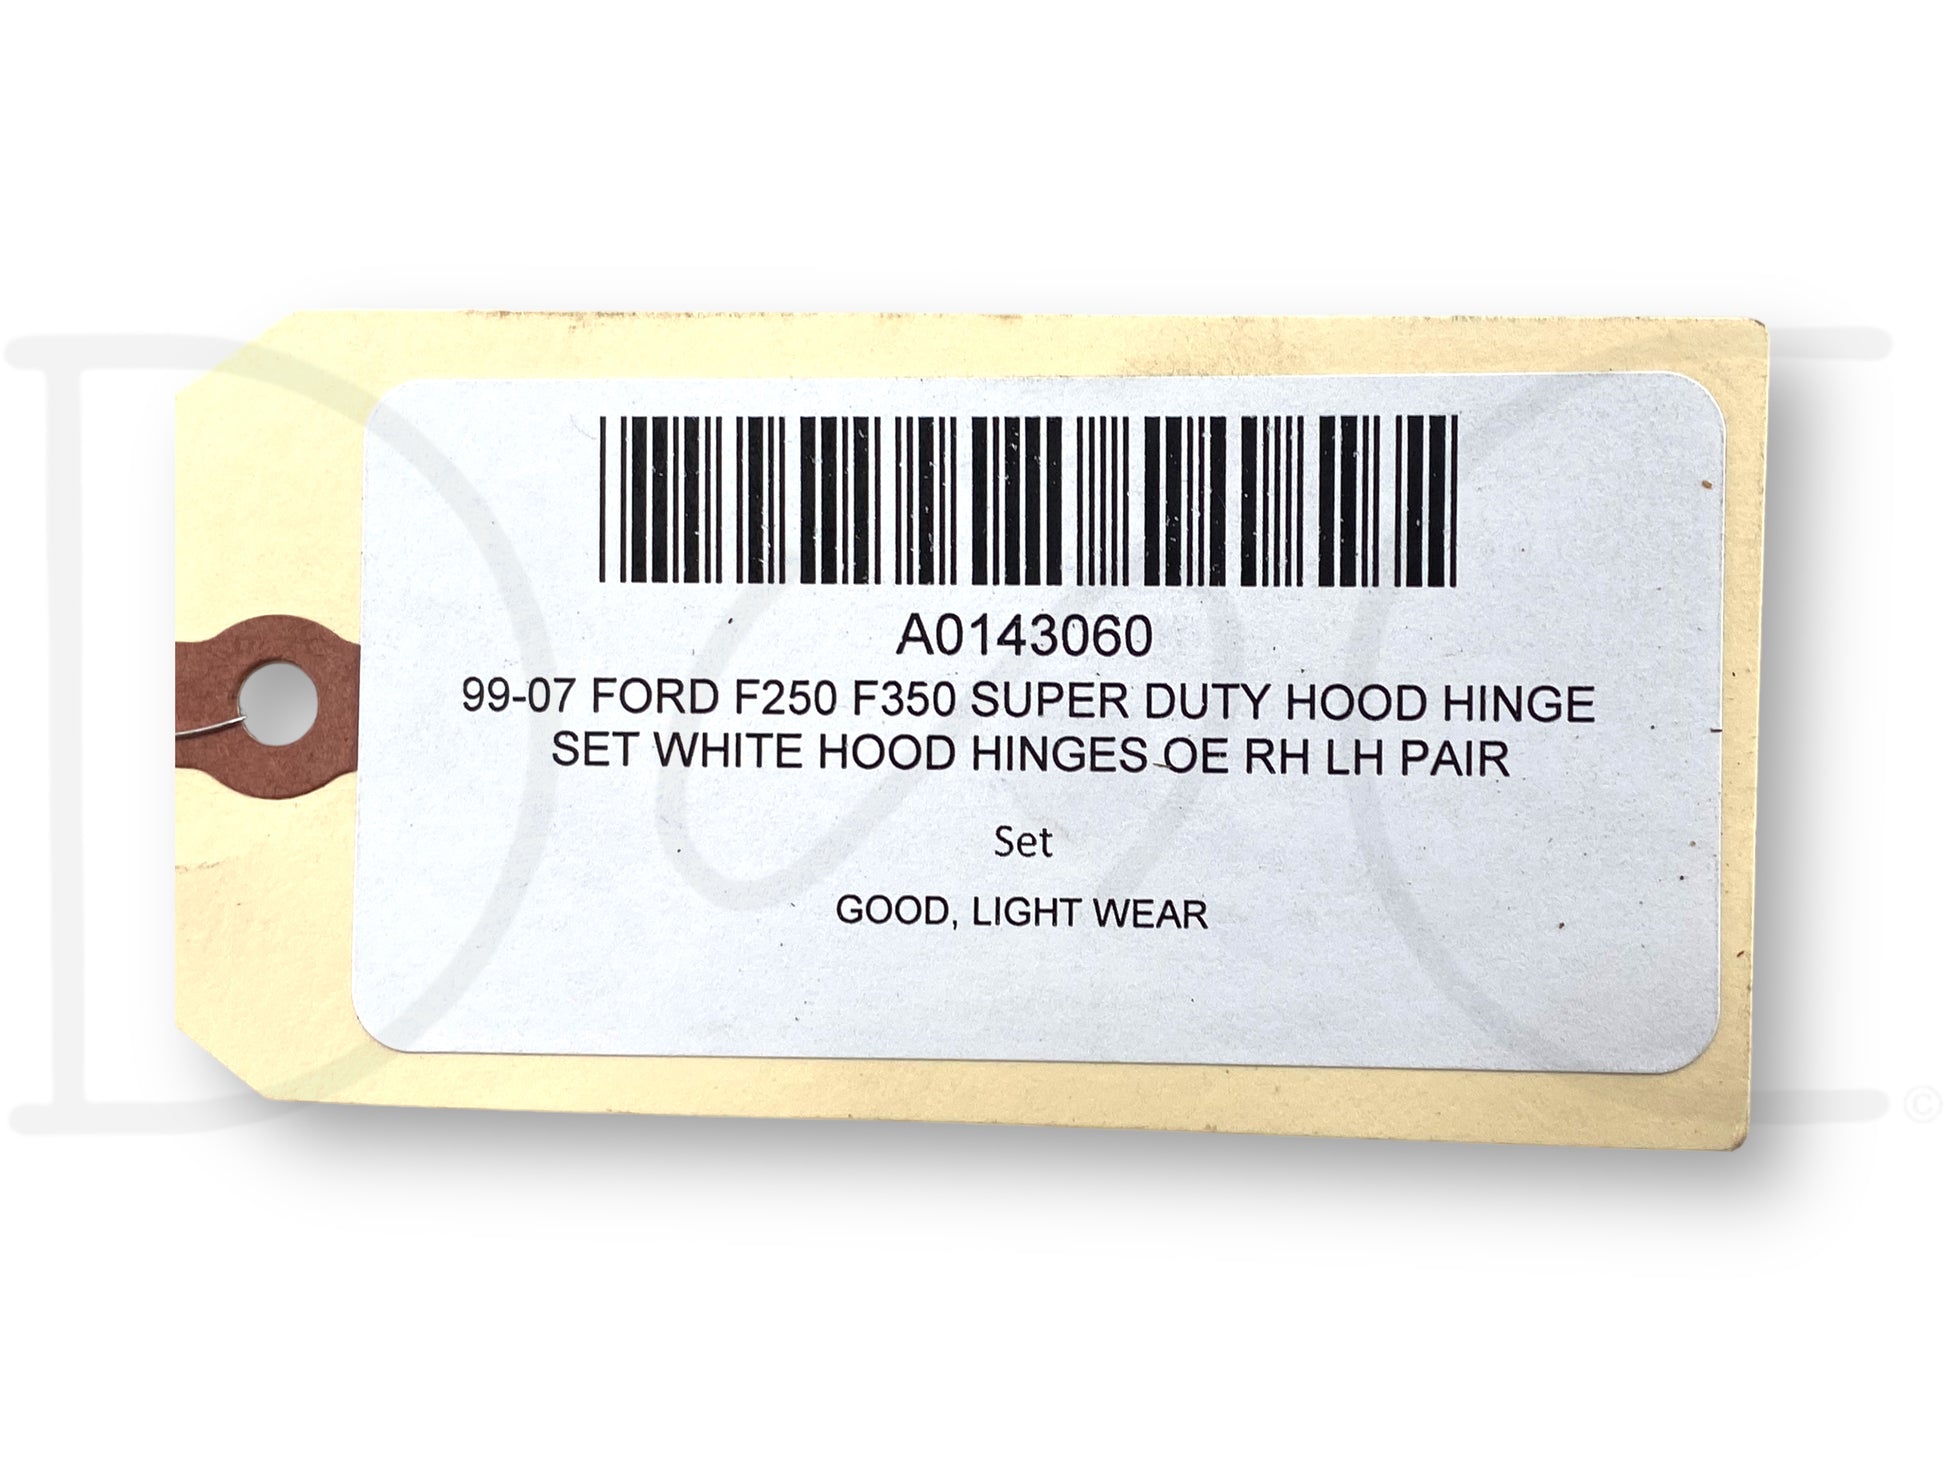 A0143060
99-07 FORD F250 F350 SUPER DUTY HOOD HINGE
SET WHITE HOOD HINGES OE RH LH PAIR
Set
GOOD, LIGHT WEAR
©